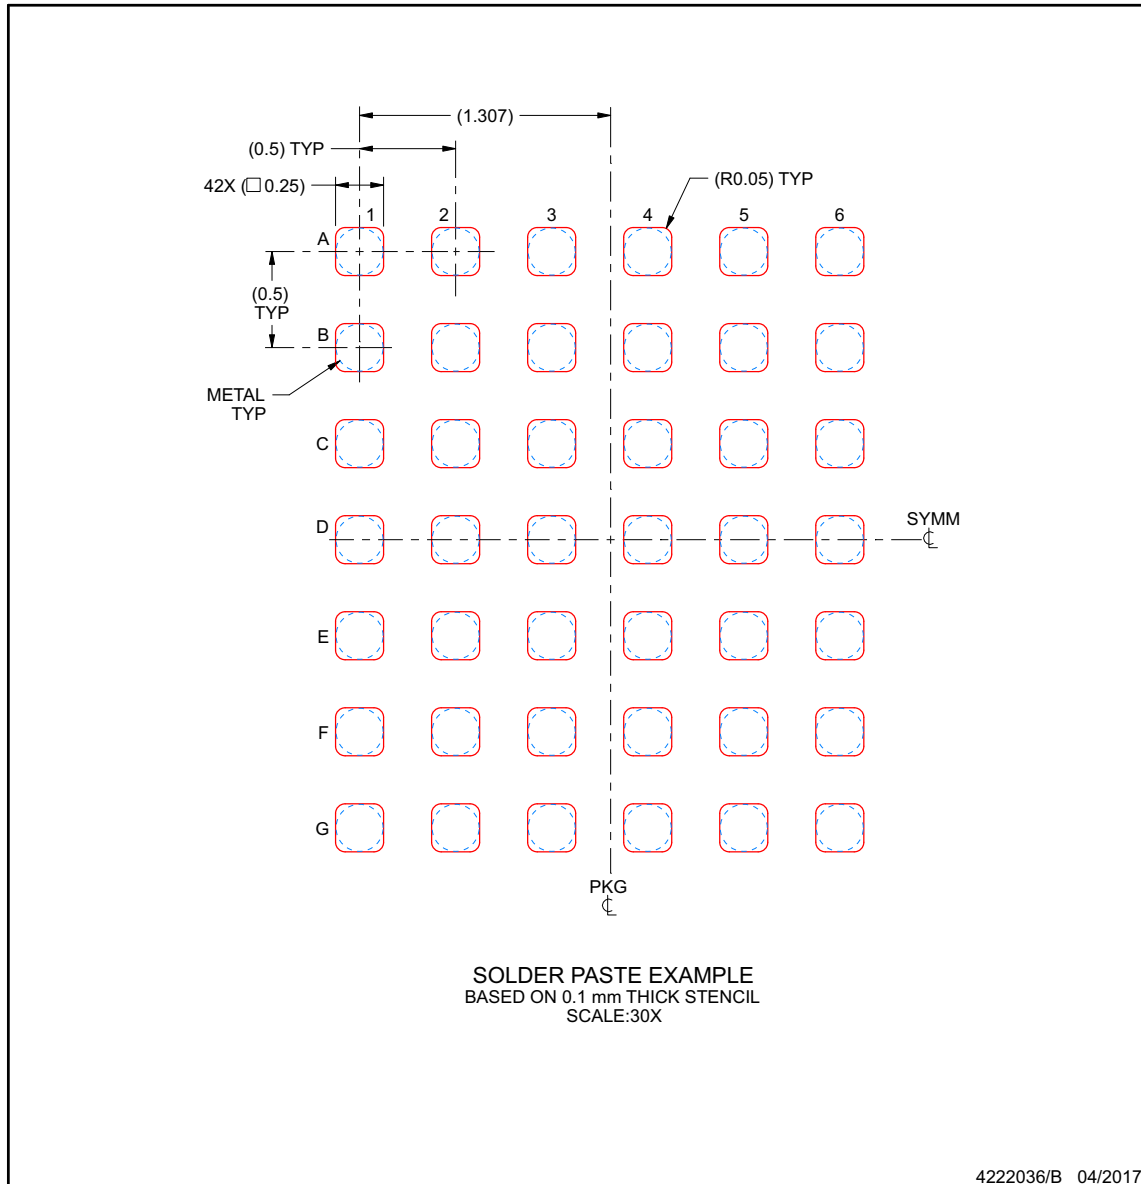 (1.307)
(0.5) TYP
42X (□0.25)
(R0.05) TYP
1 2 3 4 5 6
A
(0.5)
TYP
B
METAL
TYP
C
D
SYMM
℄
E
F
G
PKG
℄
SOLDER PASTE EXAMPLE
BASED ON 0.1 mm THICK STENCIL
SCALE:30X
4222036/B 04/2017